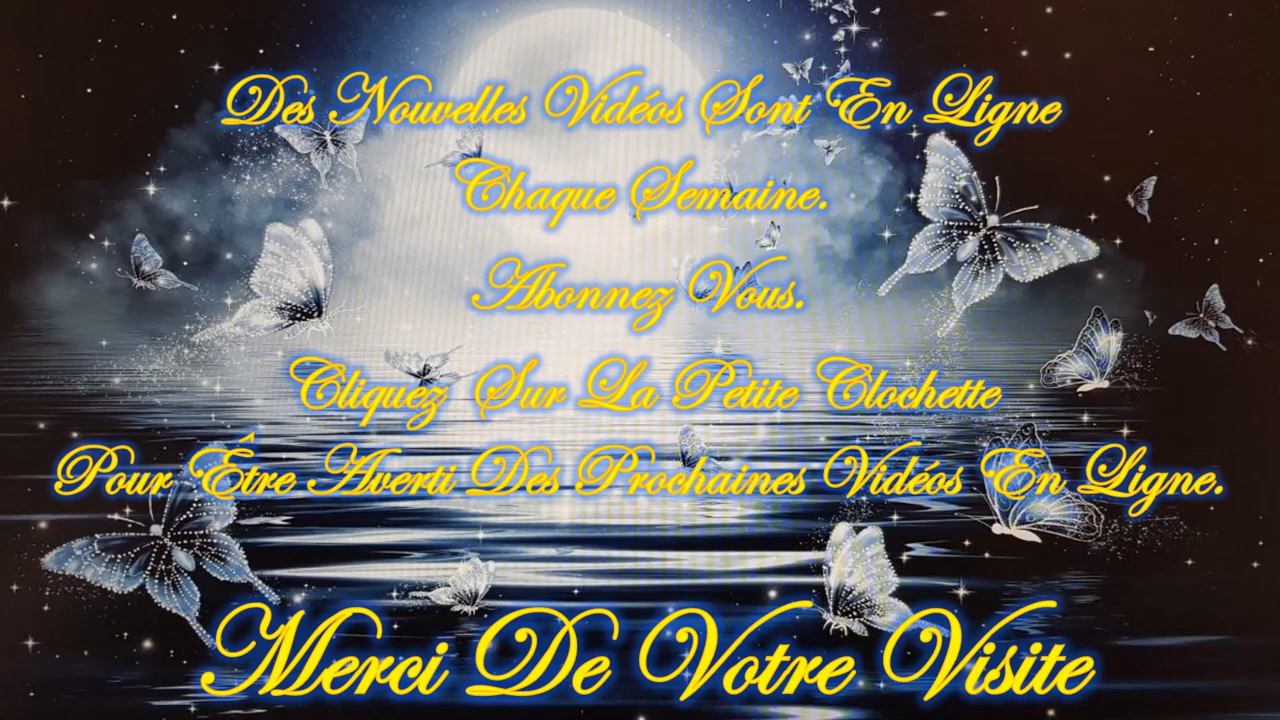 Des Nouvelles Vidéos Sont En Ligne
Chaque Semaine.
Abonnez Vous.
Cliquez Sur La Petite Clochette
Pour Être Averti Des Prochaines Vidéos En Ligne.
Merci De Votre Visite